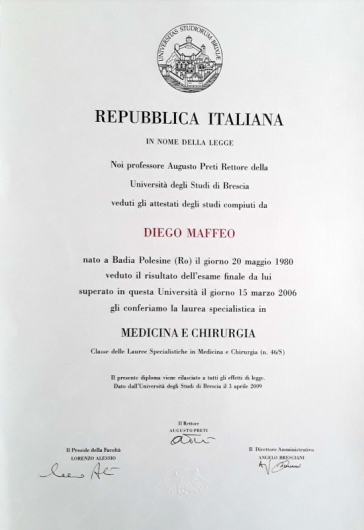 UNIVERSITAS STUDIORUM BRIXIAE
REPUBBLICA ITALIANA
IN NOME DELLA LEGGE
Noi professore Augusto Preti Rettore della
Università degli Studi di Brescia
veduti gli attestati degli studi compiuti da
DIEGO MAFFEO
nato a Badia Polesine (Ro) il giorno 20 maggio 1980
veduto il risultato dell'esame finale da lui
superato in questa Università il giorno 15 marzo 2006
gli conferiamo la laurea specialistica in
MEDICINA E CHIRURGIA
Classe delle Lauree Specialistiche in Medicina e Chirurgia (n. 46/S)
Il presente diploma viene rilasciato a tutti gli effetti di legge.
Dato dall'Università degli Studi di Brescia il 3 aprile 2009
Il Rettore
AUGUSTO PRETI
Il Preside della Facoltà
LORENZO ALESSIO
Il Direttore Amministrativo
ANGELO BRESCIANI